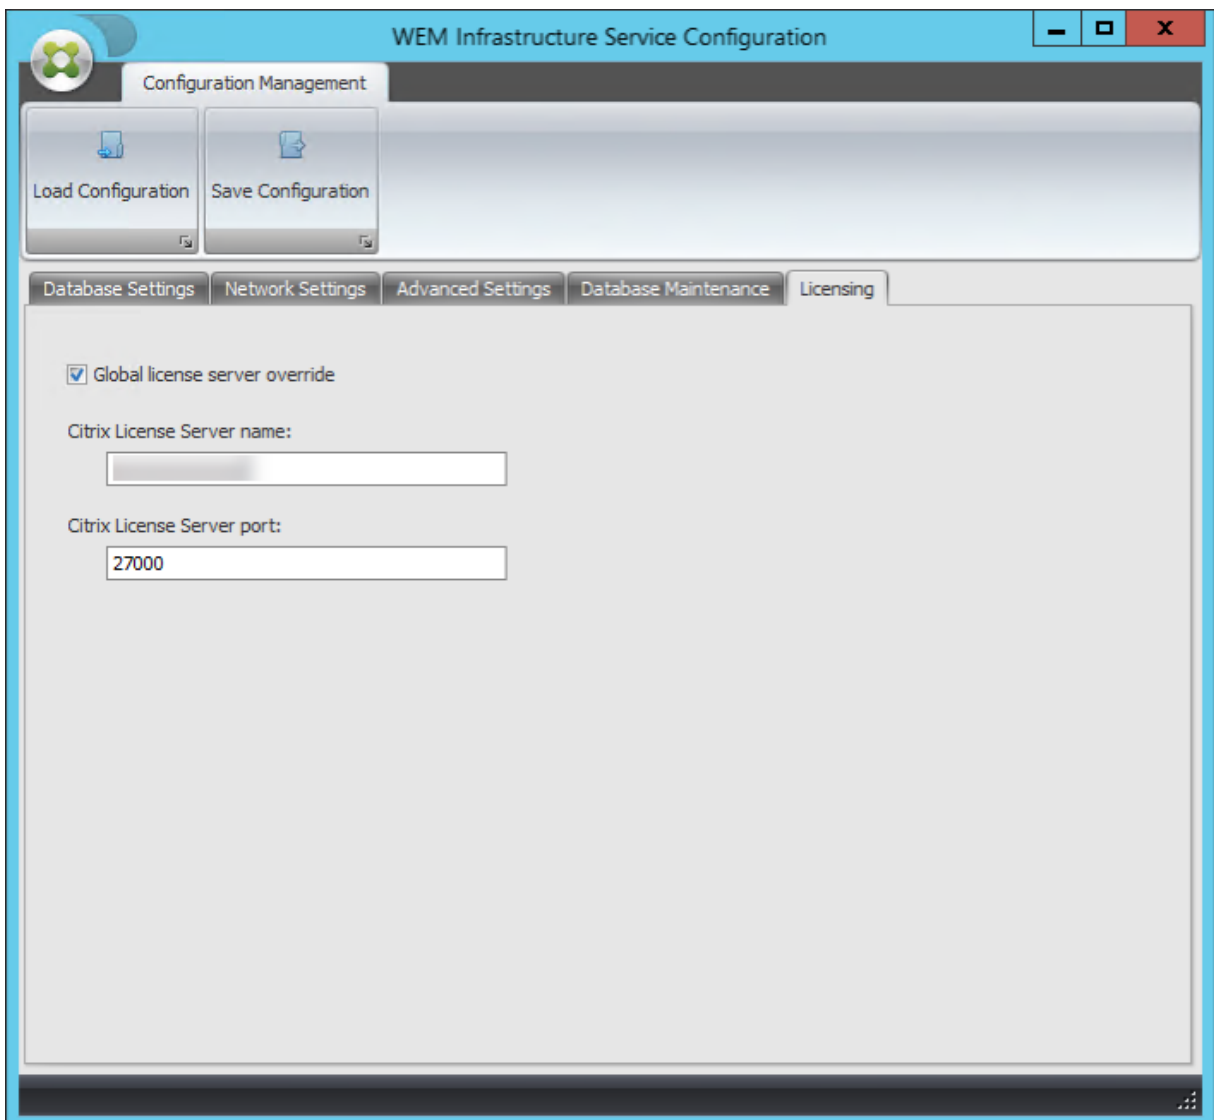 WEM Infrastructure Service Configuration
Configuration Management
Load Configuration
Save Configuration
Database Settings
Network Settings
Advanced Settings
Database Maintenance
Licensing
Global license server override
Citrix License Server name:
Citrix License Server port:
27000